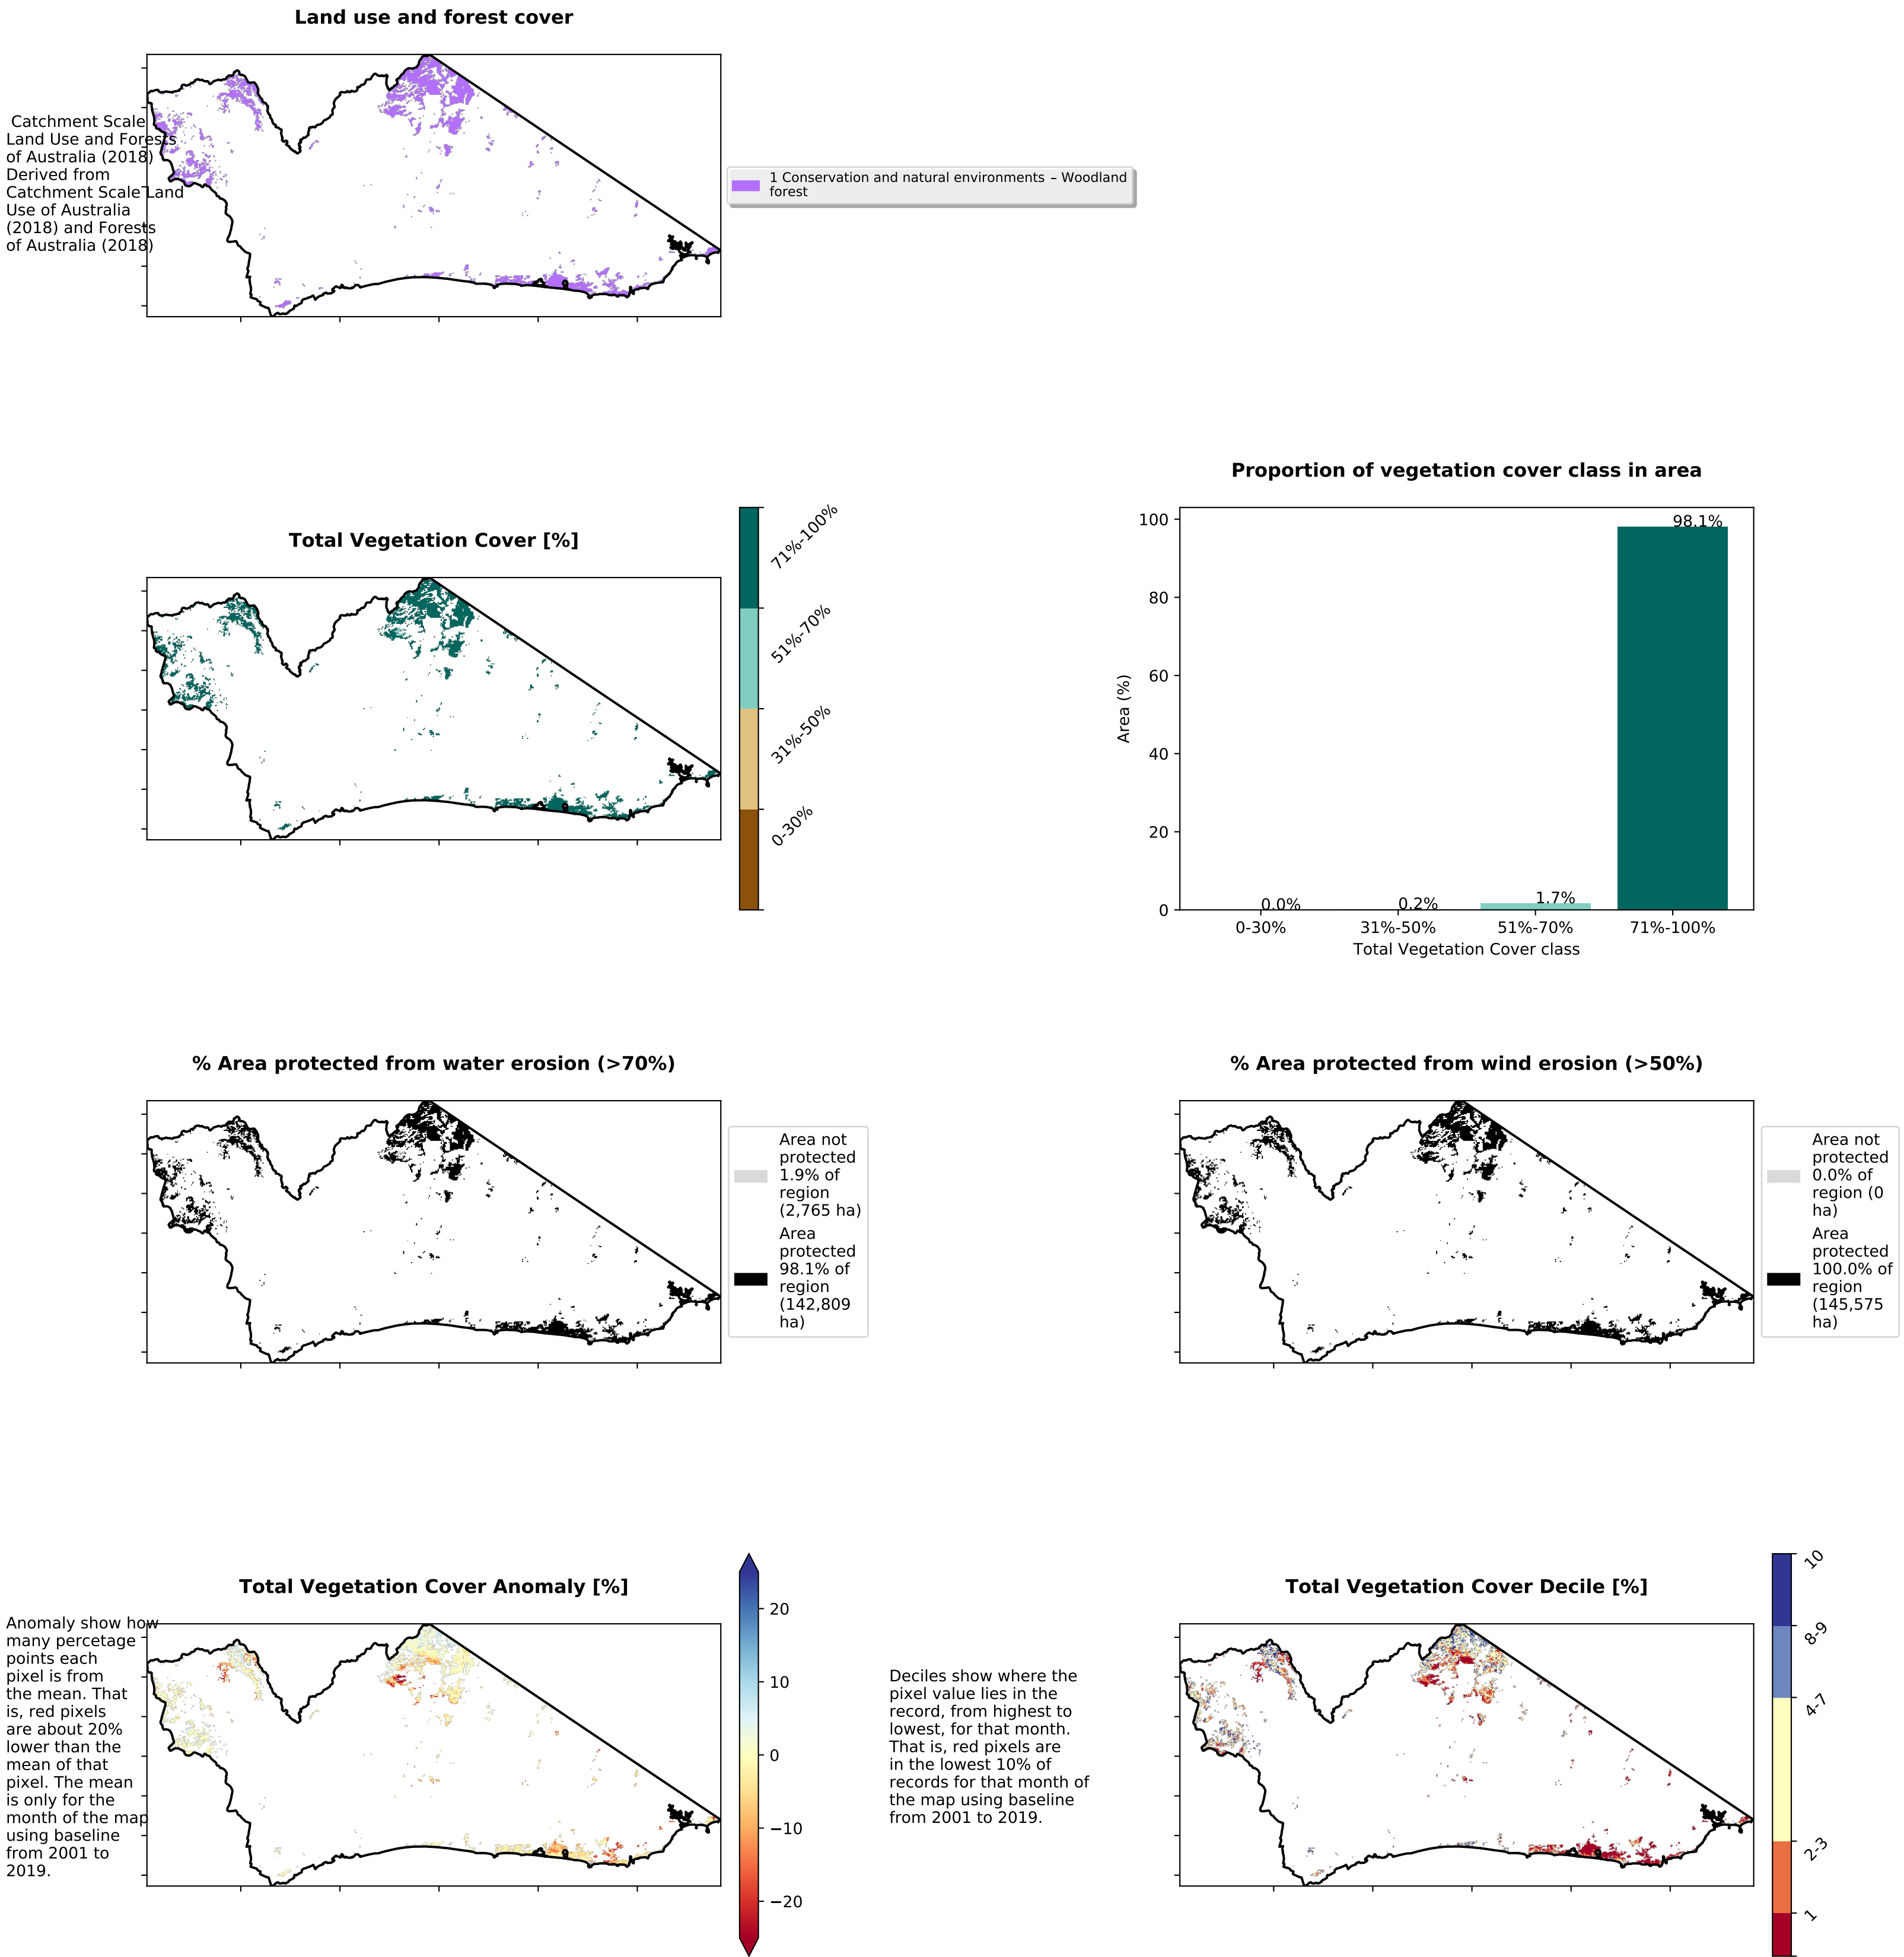 Land use and forest cover
Catchment Scale
Land Use and Forests
of Australia (2018)
Derived from
Catchment Scale Land
Use of Australia
(2018) and Forests
of Australia (2018)
1 Conservation and natural environments – Woodland
forest
Total Vegetation Cover [%]
71%-100%
51%-70%
31%-50%
0-30%
Proportion of vegetation cover class in area
Area (%)
100
80
60
40
20
0
0.0%
0.2%
1.7%
98.1%
0-30%
31%-50%
51%-70%
71%-100%
Total Vegetation Cover class
% Area protected from water erosion (>70%)
Area not
protected
1.9% of
region
(2,765 ha)
Area
protected
98.1% of
region
(142,809
ha)
% Area protected from wind erosion (>50%)
Area not
protected
0.0% of
region (0
ha)
Area
protected
100.0% of
region
(145,575
ha)
Total Vegetation Cover Anomaly [%]
Anomaly show how
many percetage
points each
pixel is from
the mean. That
is, red pixels
are about 20%
lower than the
mean of that
pixel. The mean
is only for the
month of the map
using baseline
from 2001 to
2019.
20
10
0
−10
−20
Total Vegetation Cover Decile [%]
Deciles show where the
pixel value lies in the
record, from highest to
lowest, for that month.
That is, red pixels are
in the lowest 10% of
records for that month of
the map using baseline
from 2001 to 2019.
10
8-9
4-7
2-3
1